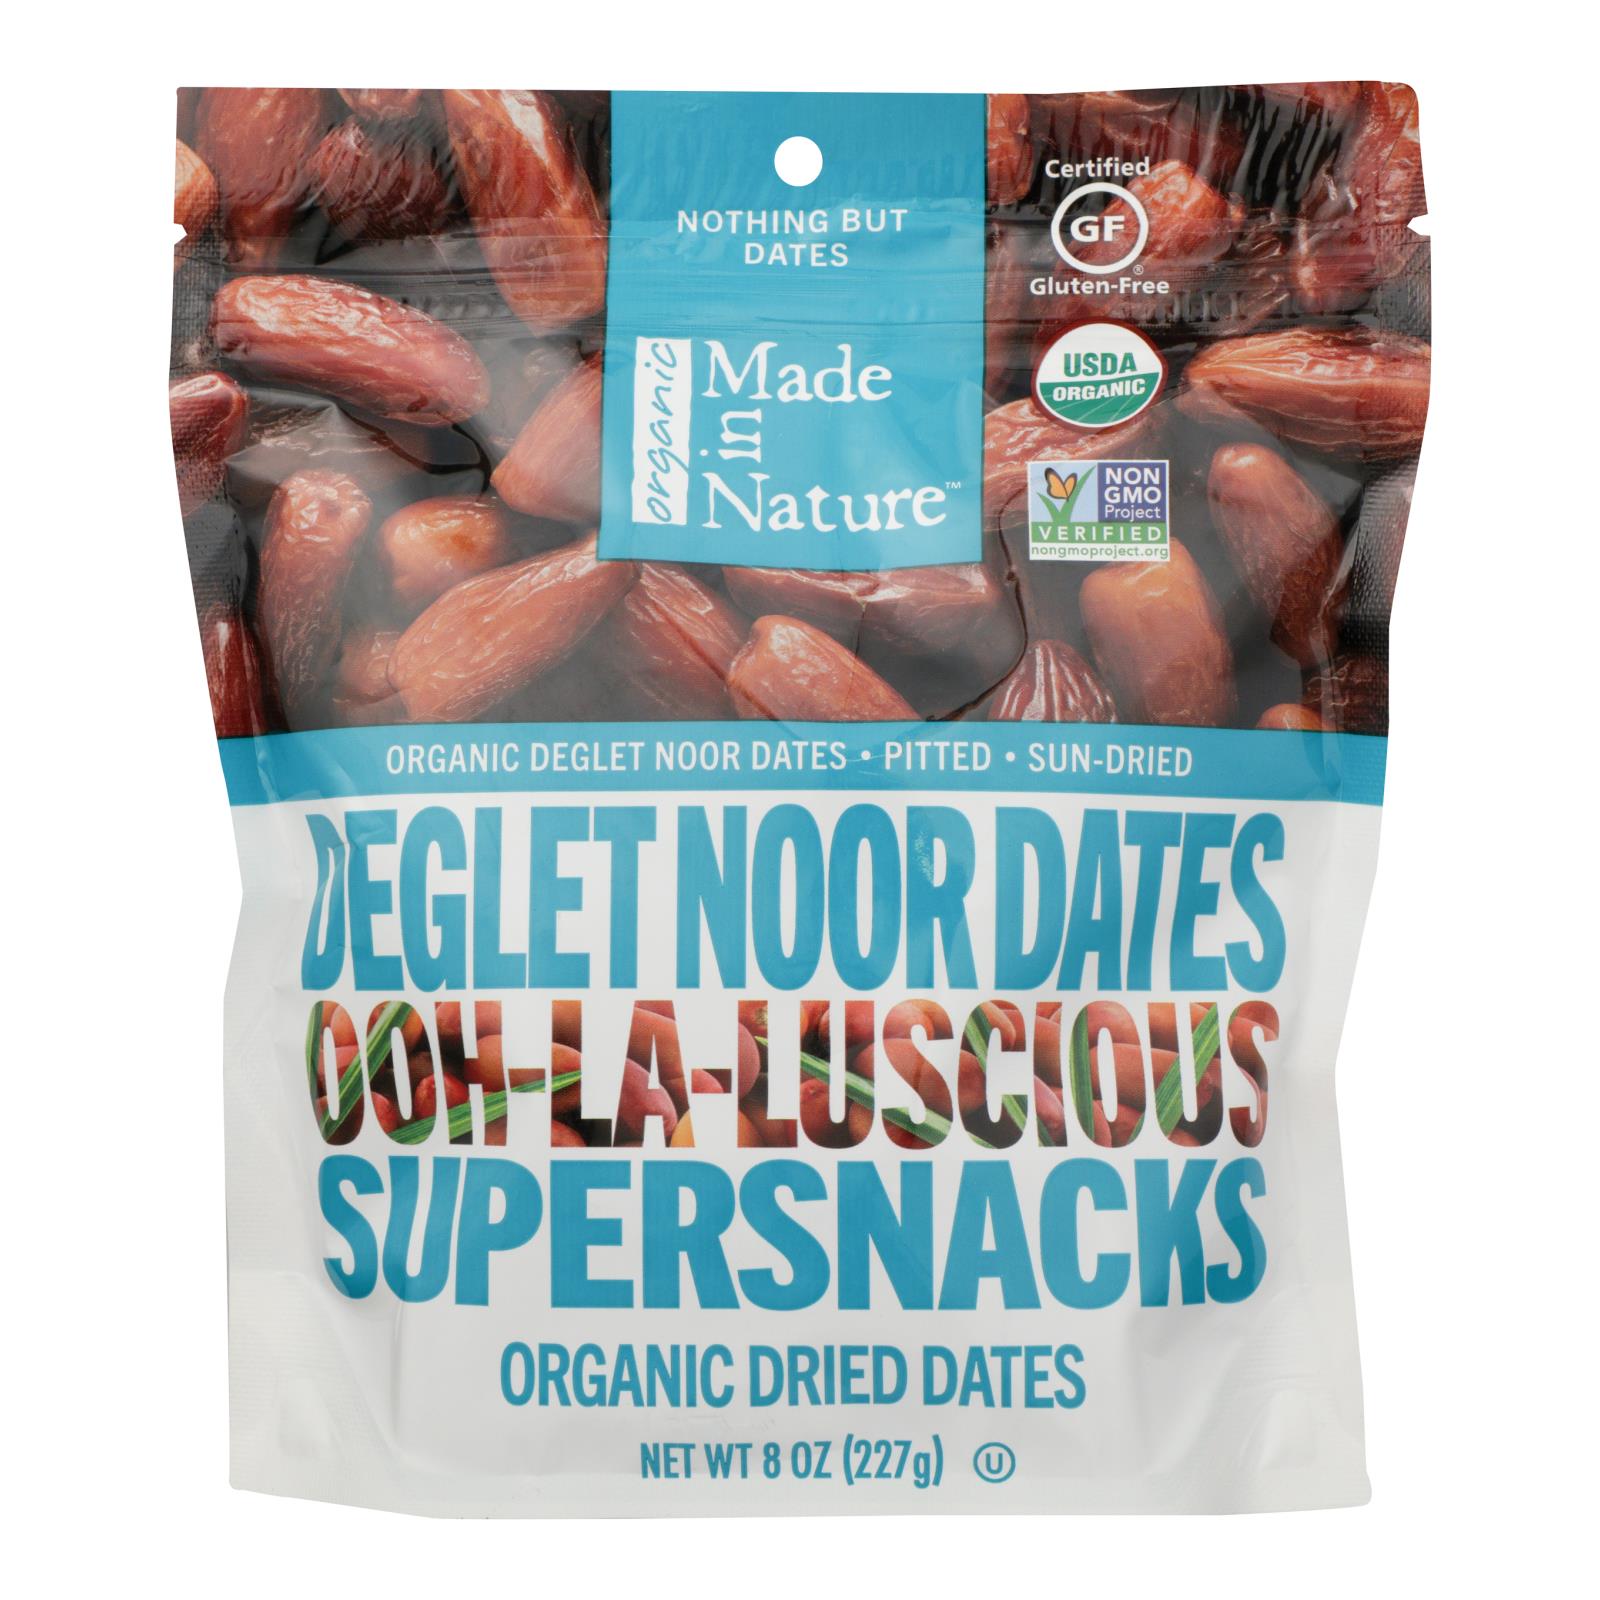 NOTHING BUT
DATES
organic
Made
in
Nature™
Certified
GF
®
Gluten-Free
USDA
ORGANIC
NON
GMO
Project
VERIFIED
nongmoproject.org
ORGANIC DEGLET NOOR DATES • PITTED • SUN-DRIED
DEGLET NOOR DATES
OOH-LA-LUSCIOUS
SUPERSNACKS
ORGANIC DRIED DATES
NET WT 8 OZ (227g) U